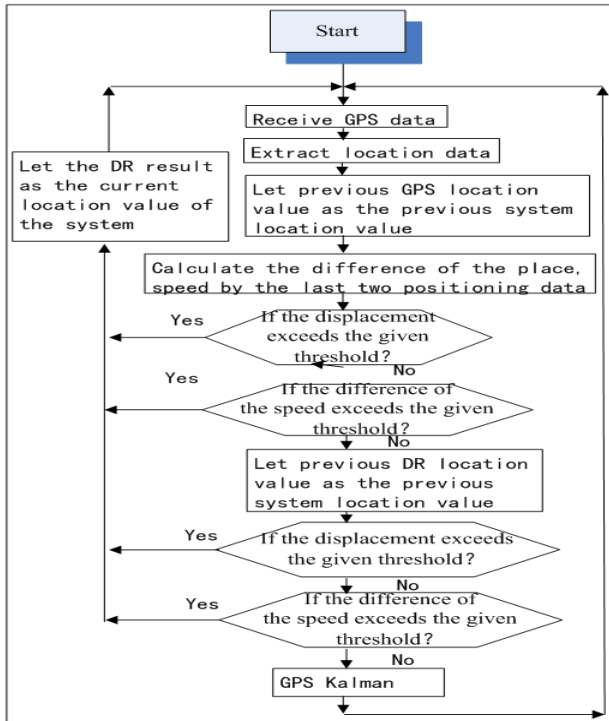 Start
Receive GPS data
Extract location data
Let the DR result
as the current
location value of
the system
Let previous GPS location
value as the previous system
location value
Calculate the difference of the place,
speed by the last two positioning data
Yes
If the displacement
exceeds the given
threshold?
No
Yes
If the difference of
the speed exceeds the given
threshold?
No
Let previous DR location
value as the previous
system location value
Yes
If the displacement exceeds
the given threshold?
No
Yes
If the difference of
the speed exceeds the given
threshold?
No
GPS Kalman